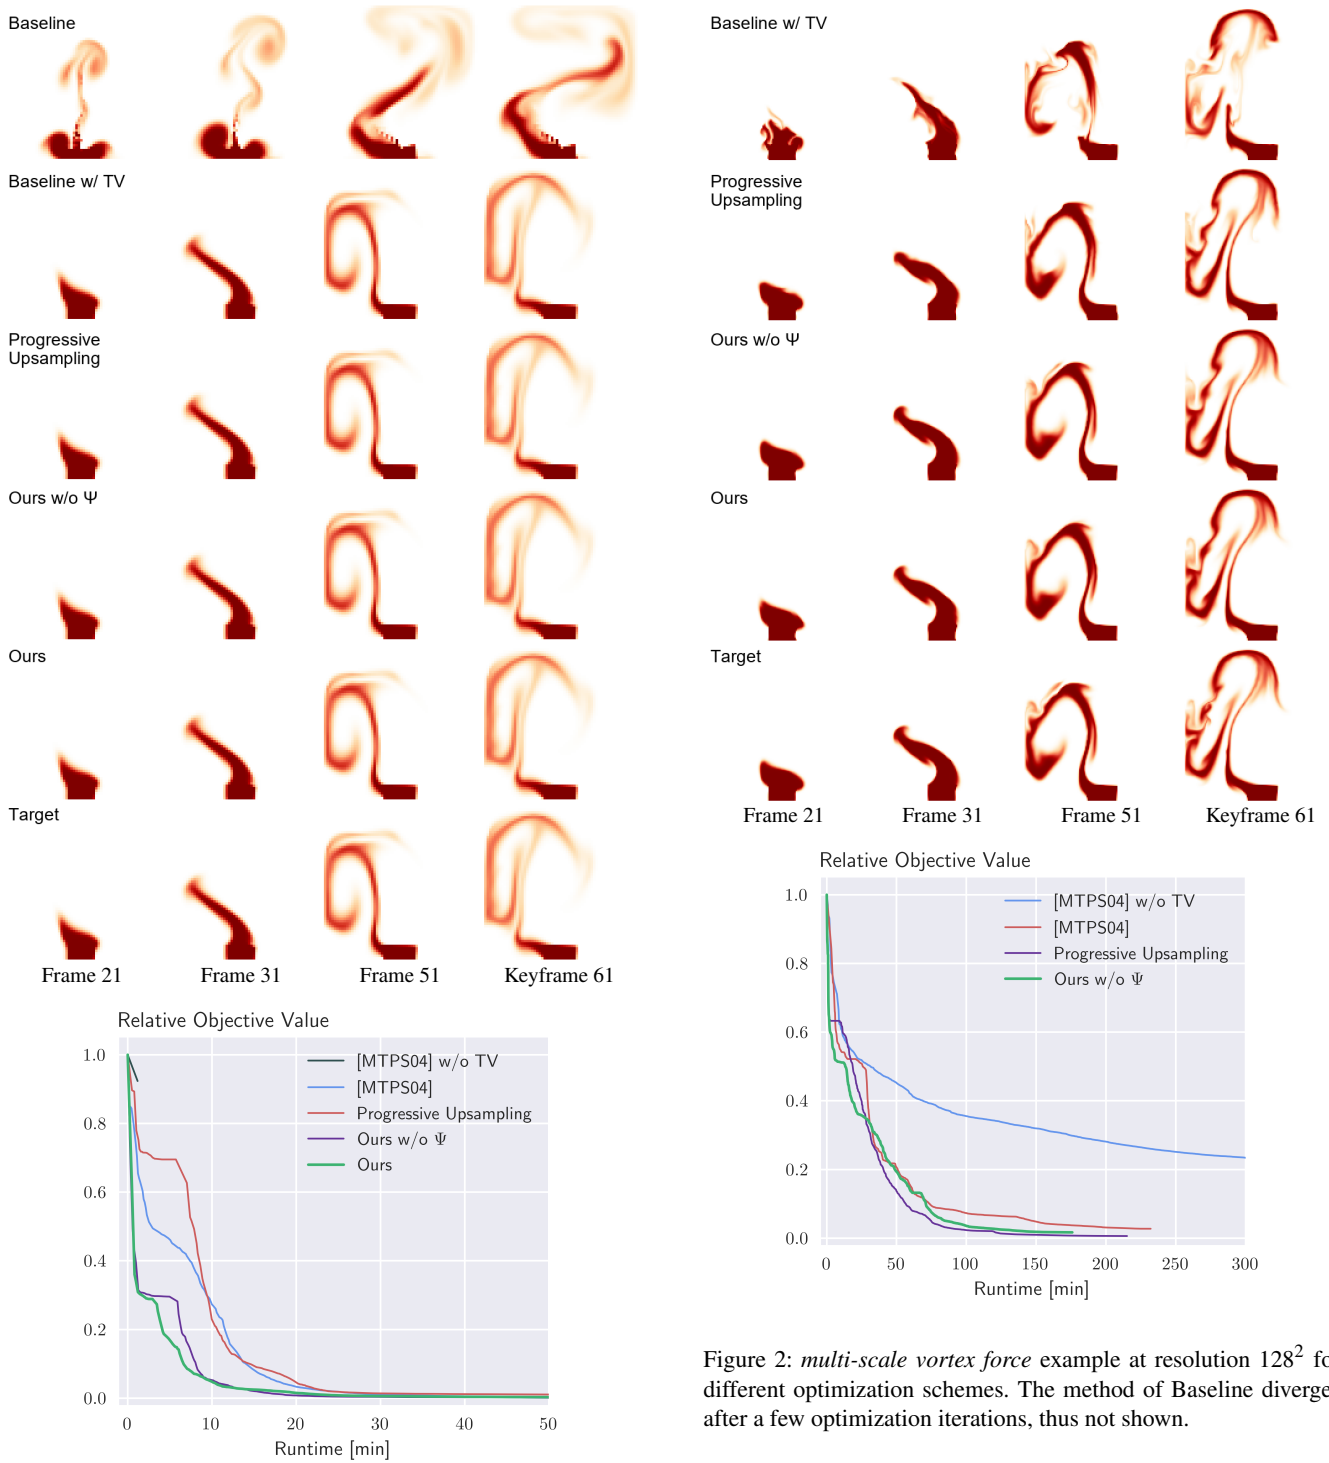 Baseline
Baseline w/ TV
Progressive
Upsampling
Ours w/o Ψ
Ours
Target
Frame 21 Frame 31 Frame 51 Keyframe 61
Relative Objective Value
1.0
0.8
0.6
0.4
0.2
0.0
[MTPS04] w/o TV
[MTPS04]
Progressive Upsampling
Ours w/o Ψ
Ours
0 10 20 30 40 50
Runtime [min]
Baseline w/ TV
Progressive
Upsampling
Ours w/o Ψ
Ours
Target
Frame 21 Frame 31 Frame 51 Keyframe 61
Relative Objective Value
1.0
0.8
0.6
0.4
0.2
0.0
[MTPS04] w/o TV
[MTPS04]
Progressive Upsampling
Ours w/o Ψ
0 50 100 150 200 250 300
Runtime [min]
Figure 2: multi-scale vortex force example at resolution 128² fo
different optimization schemes. The method of Baseline diverge
after a few optimization iterations, thus not shown.